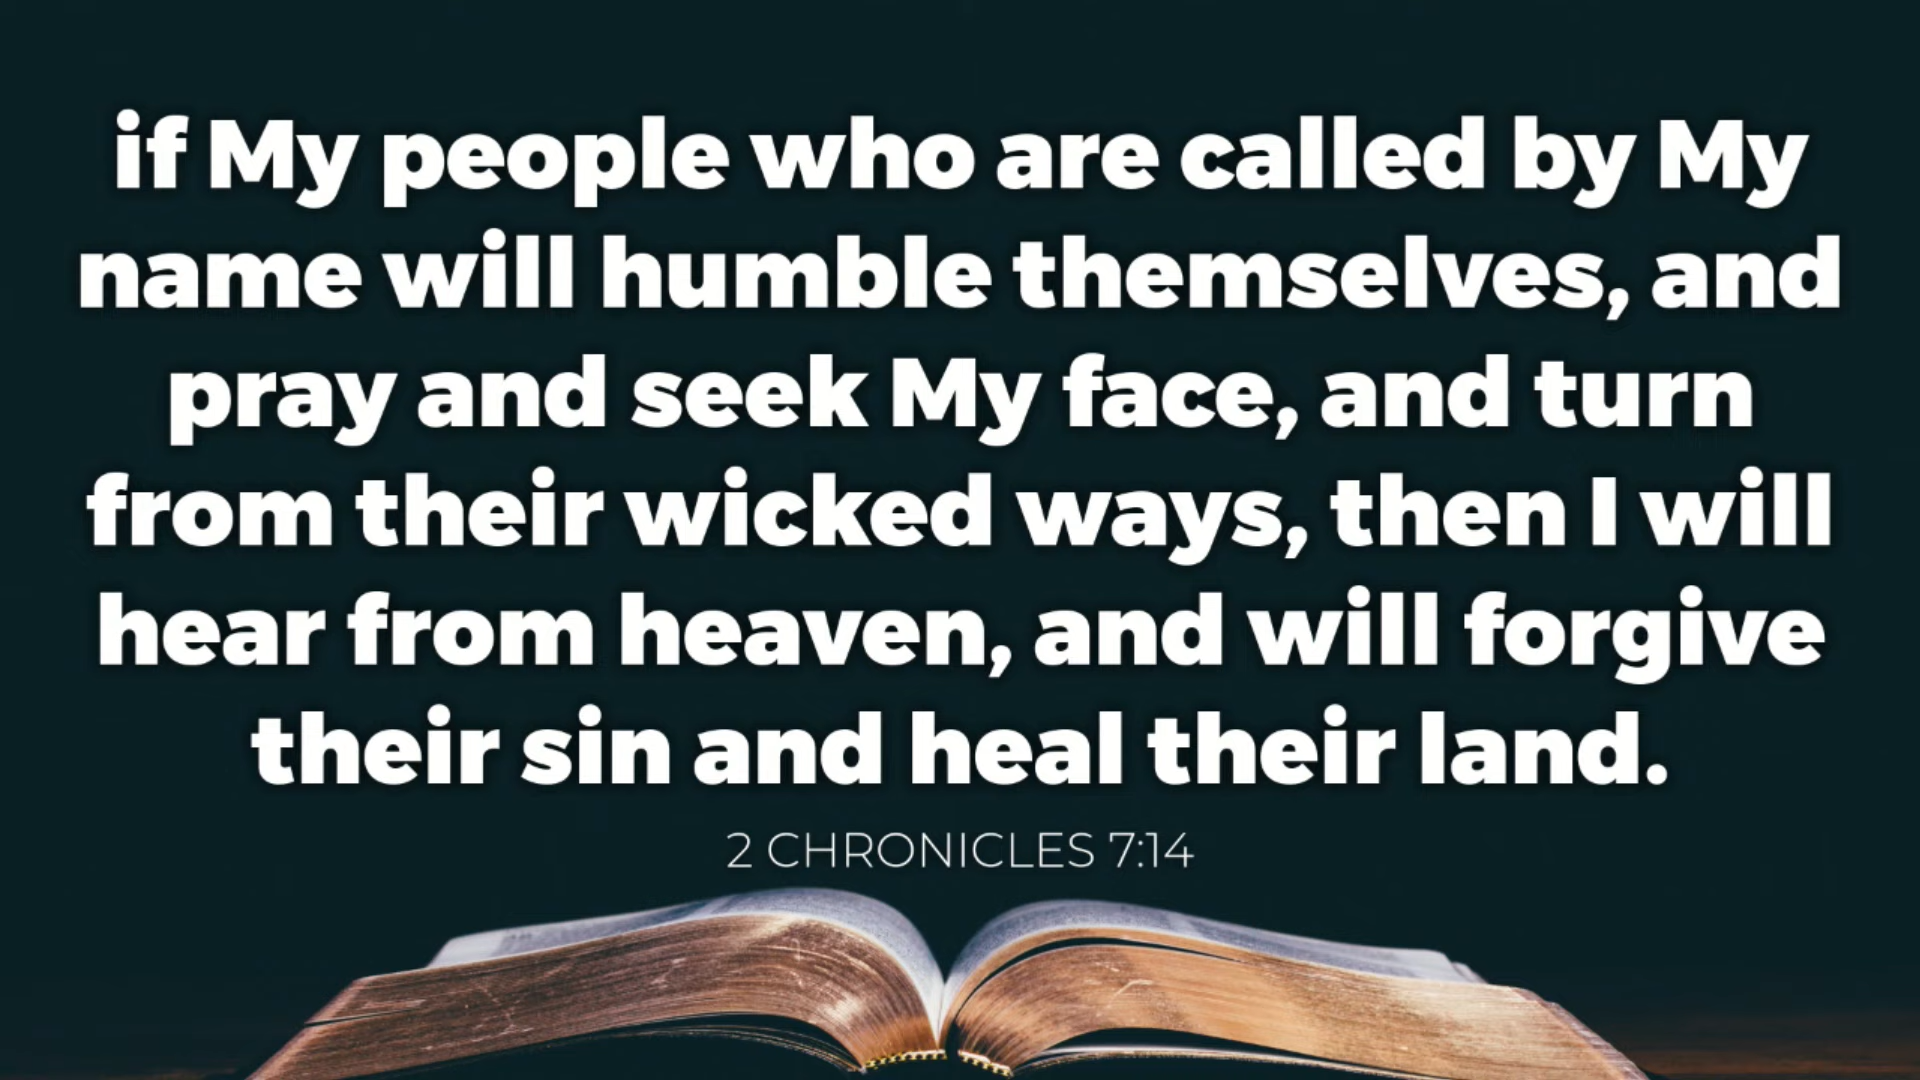 if My people who are called by My
name will humble themselves, and
pray and seek My face, and turn
from their wicked ways, then I will
hear from heaven, and will forgive
their sin and heal their land.
2 CHRONICLES 7:14